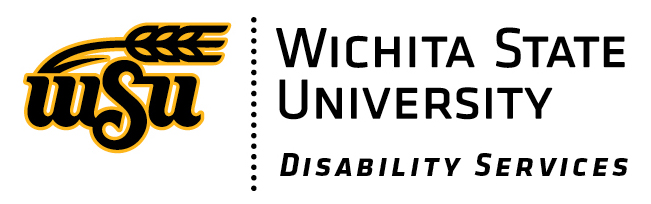 wsu
WICHITA STATE
UNIVERSITY
DISABILITY SERVICES